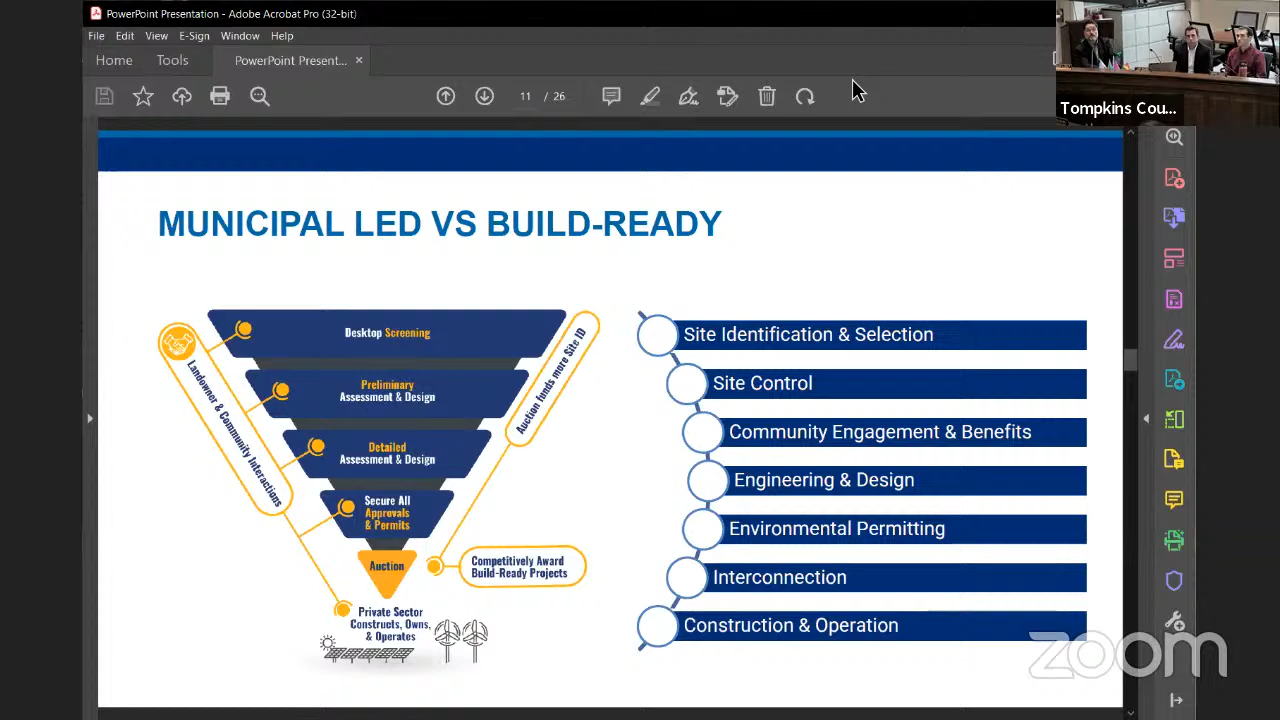 PowerPoint Presentation - Adobe Acrobat Pro (32-bit)
File Edit View E-Sign Window Help
Home Tools PowerPoint Present... ×
11 / 26
Tompkins Cou...
MUNICIPAL LED VS BUILD-READY
Desktop Screening
Preliminary
Assessment & Design
Detailed
Assessment & Design
Secure All
Approvals
& Permits
Auction
Landowner & Community Interactions
Auction funds more Site ID
Competitively Award
Build-Ready Projects
Private Sector
Constructs, Owns,
& Operates
Site Identification & Selection
Site Control
Community Engagement & Benefits
Engineering & Design
Environmental Permitting
Interconnection
Construction & Operation
zoom